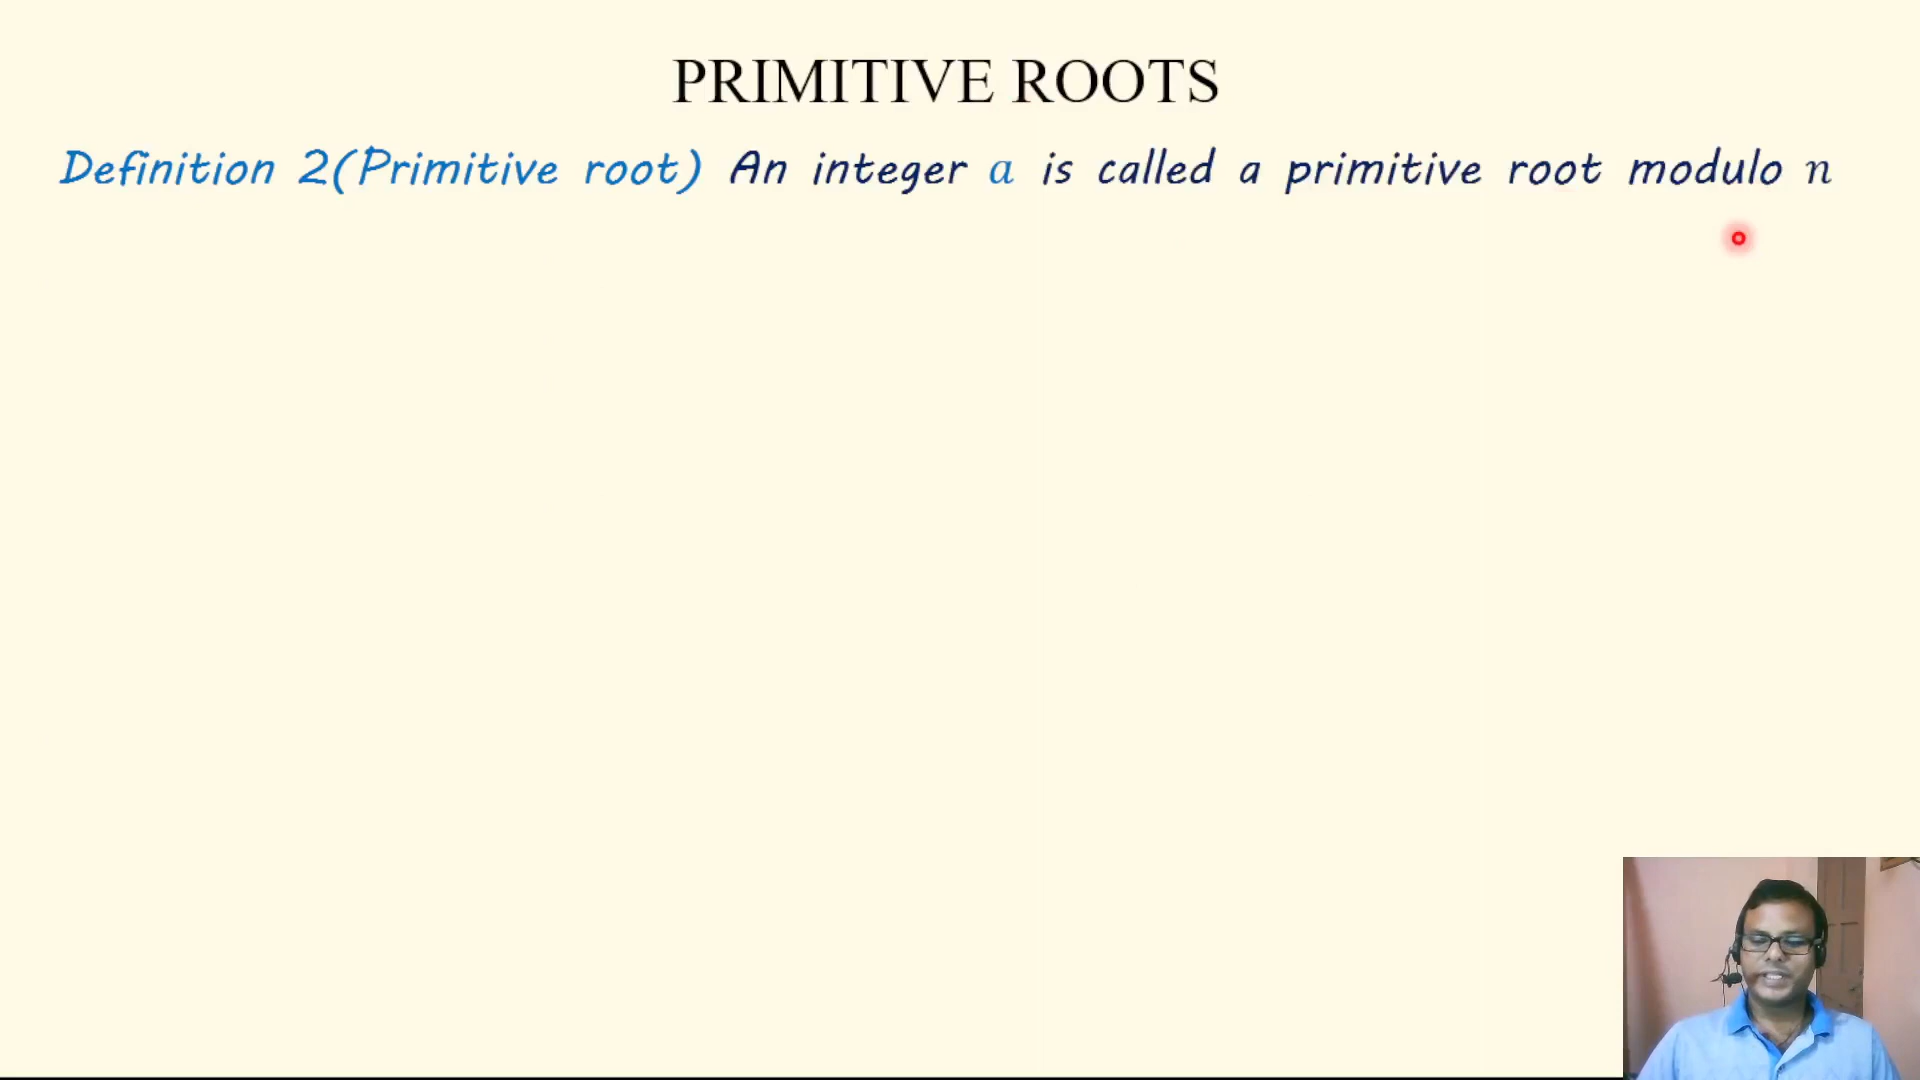 PRIMITIVE ROOTS
Definition 2(Primitive root) An integer a is called a primitive root modulo n